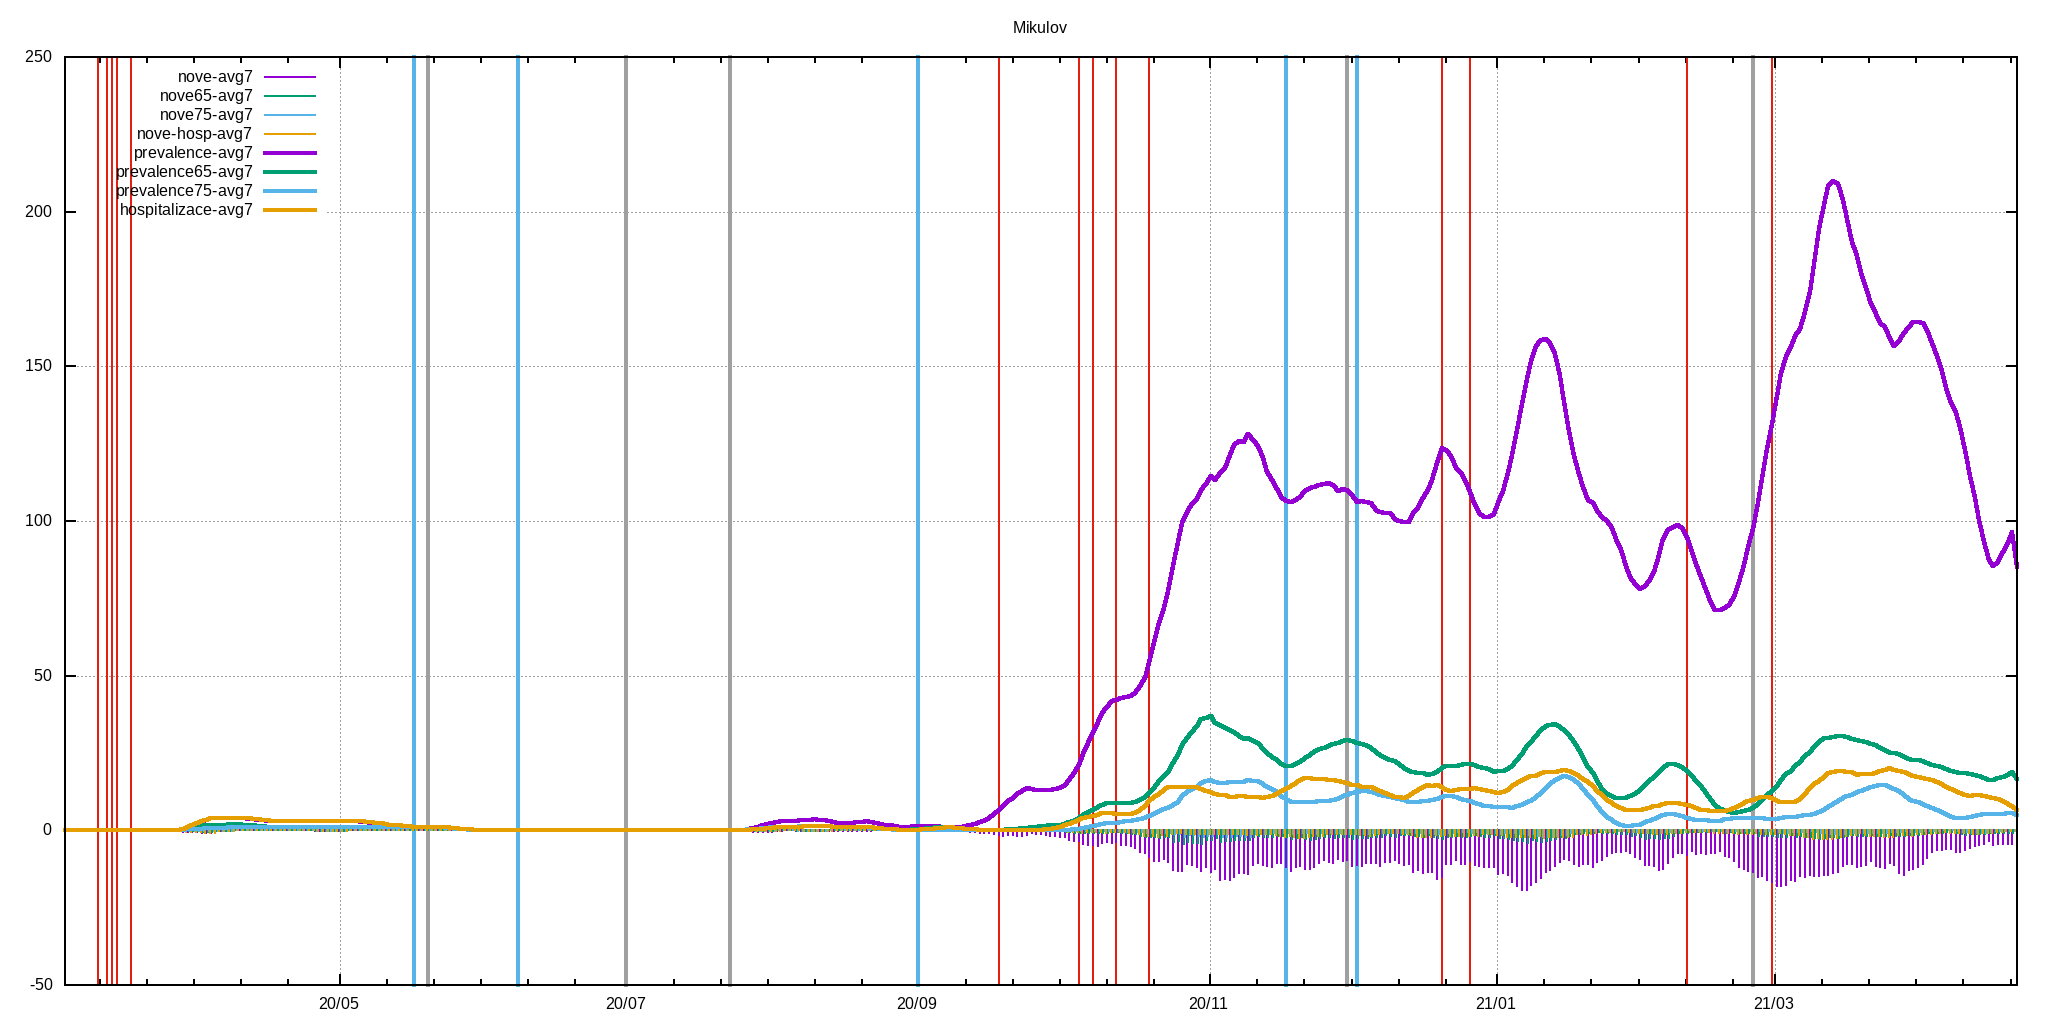 Mikulov
250
200
150
100
50
0
-50
nove-avg7
nove65-avg7
nove75-avg7
nove-hosp-avg7
prevalence-avg7
prevalence65-avg7
prevalence75-avg7
hospitalizace-avg7
20/05 20/07 20/09 20/11 21/01 21/03